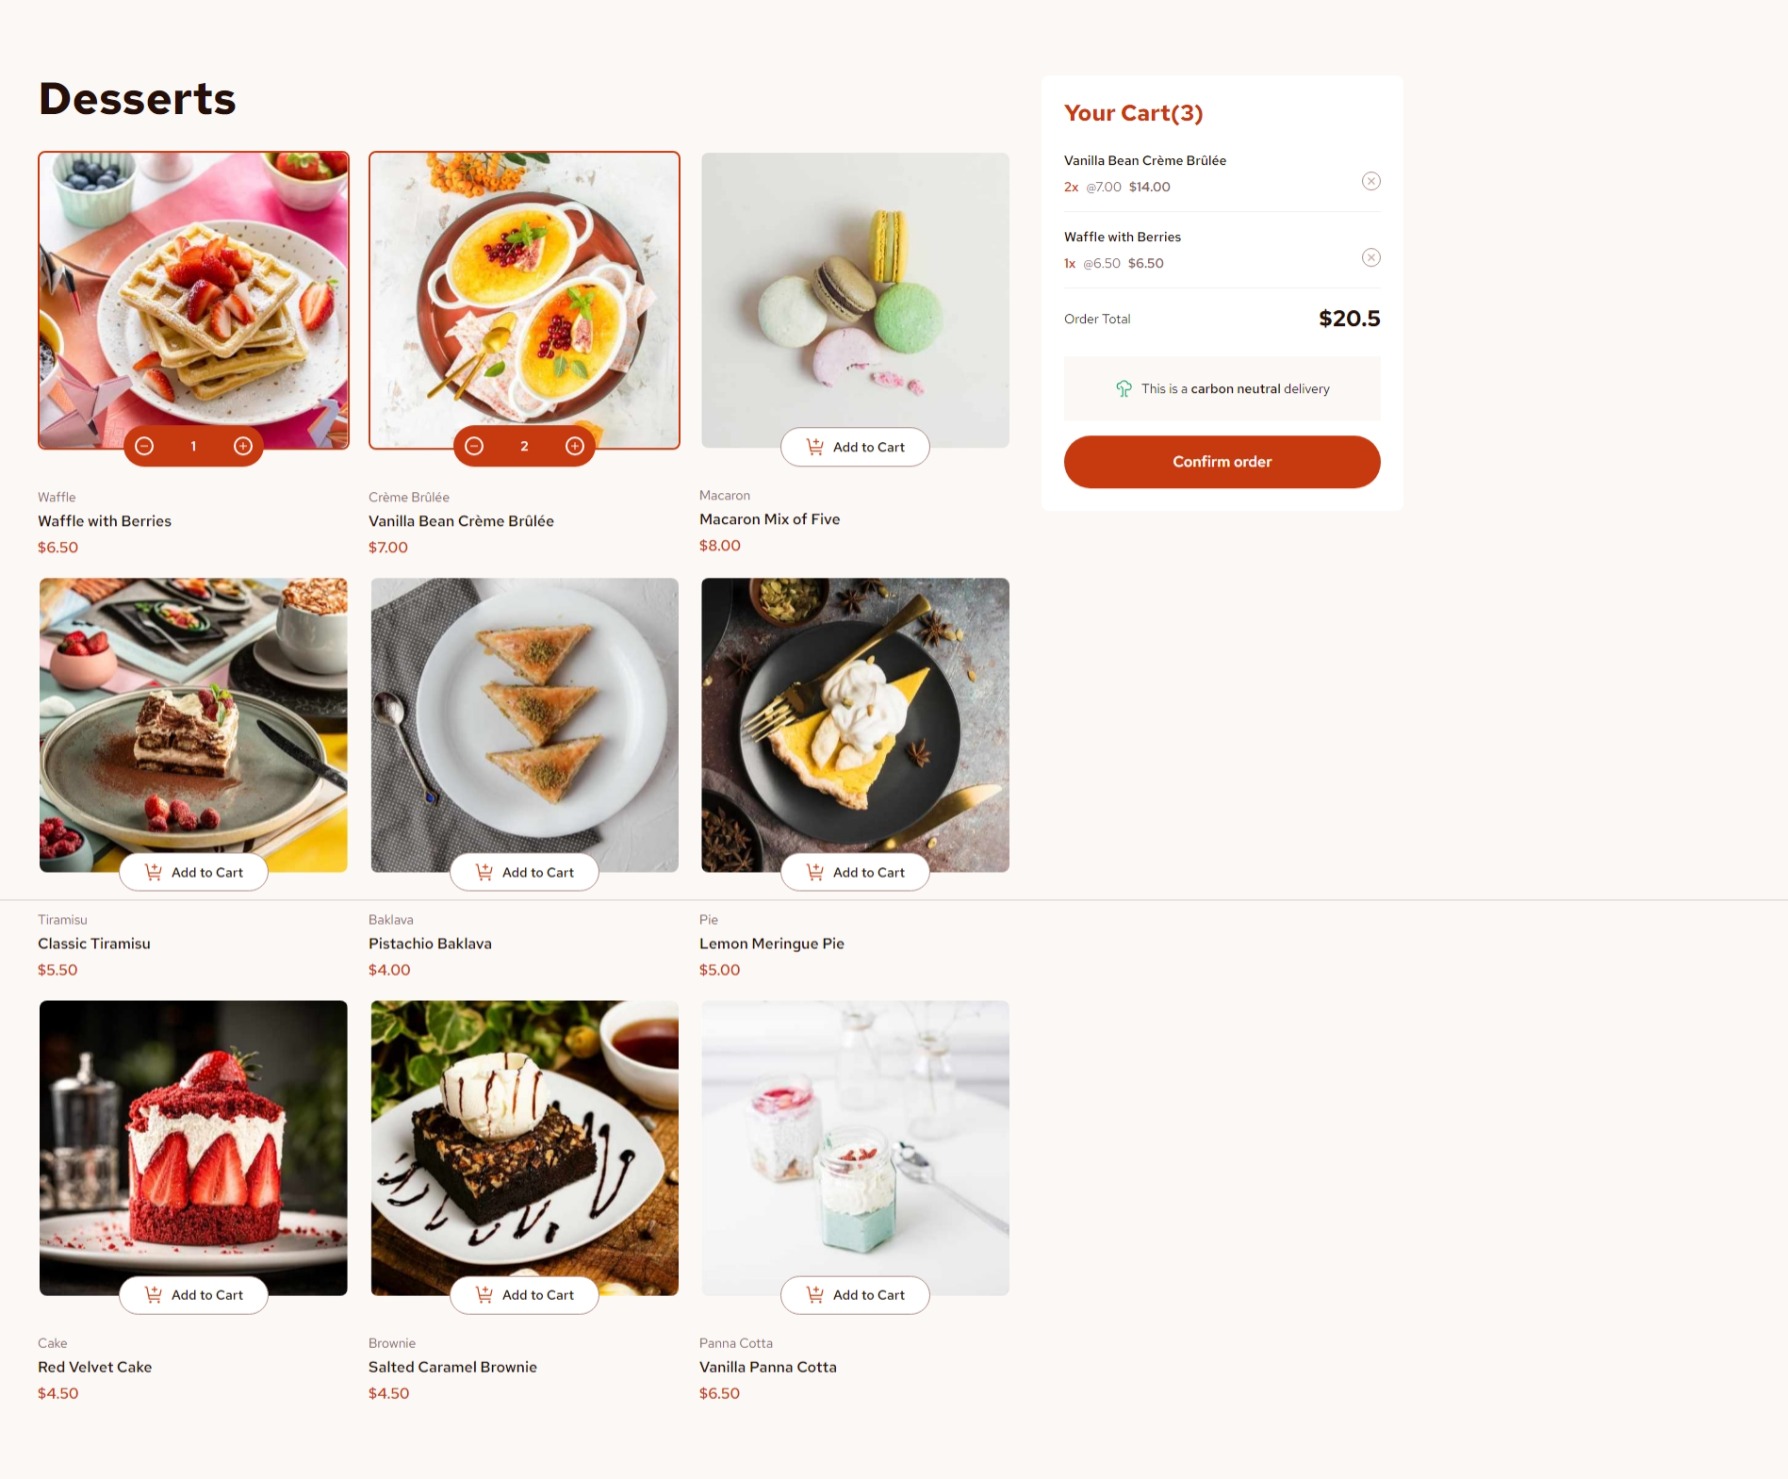 Desserts
1
Waffle
Waffle with Berries
$6.50
2
Crème Brûlée
Vanilla Bean Crème Brûlée
$7.00
Add to Cart
Macaron
Macaron Mix of Five
$8.00
Add to Cart
Tiramisu
Classic Tiramisu
$5.50
Add to Cart
Baklava
Pistachio Baklava
$4.00
Add to Cart
Pie
Lemon Meringue Pie
$5.00
Add to Cart
Cake
Red Velvet Cake
$4.50
Add to Cart
Brownie
Salted Caramel Brownie
$4.50
Add to Cart
Panna Cotta
Vanilla Panna Cotta
$6.50
Your Cart(3)
Vanilla Bean Crème Brûlée
2x @7.00 $14.00
Waffle with Berries
1x @6.50 $6.50
Order Total $20.5
This is a carbon neutral delivery
Confirm order